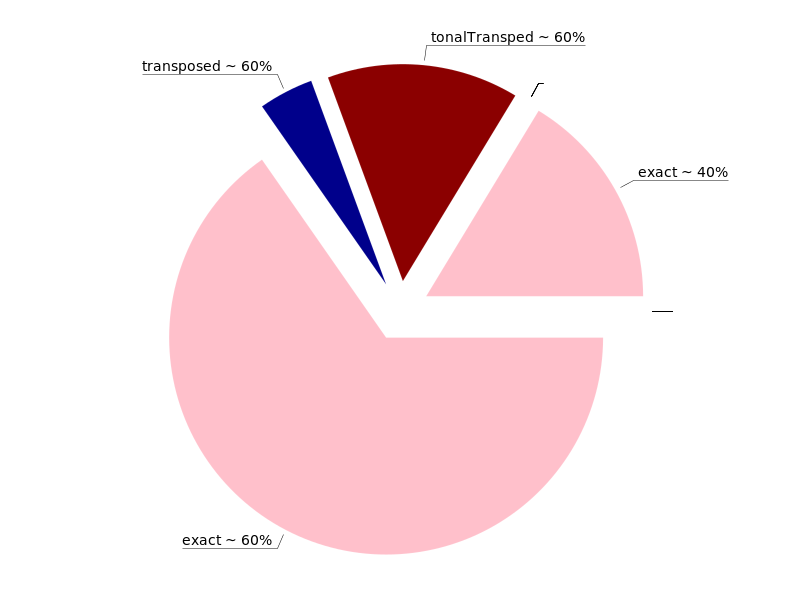 tonalTransped ~ 60%
transposed ~ 60%
exact ~ 40%
exact ~ 60%